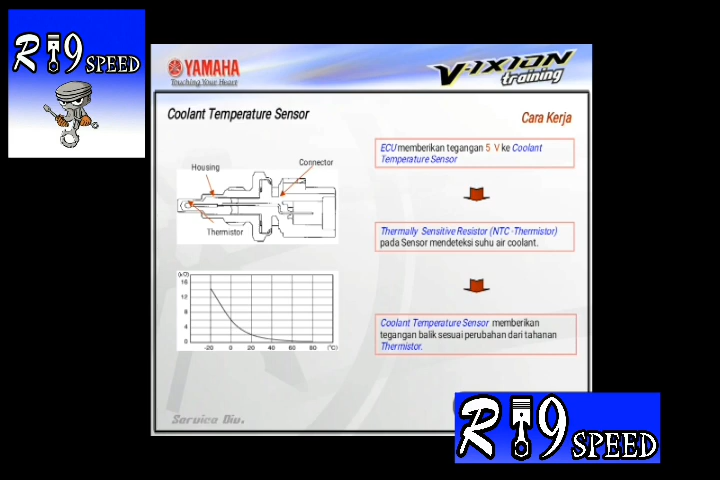 R19 SPEED
YAMAHA
Touching Your Heart
V-IXION
training
Coolant Temperature Sensor
Cara Kerja
Housing
Connector
Thermistor
ECU memberikan tegangan 5 V ke Coolant
Temperature Sensor
Thermally Sensitive Resistor (NTC -Thermistor)
pada Sensor mendeteksi suhu air coolant.
(kΩ)
16
12
8
4
0
-20 0 20 40 60 80 (°C)
Coolant Temperature Sensor memberikan
tegangan balik sesuai perubahan dari tahanan
Thermistor.
Service Div.
R19 SPEED